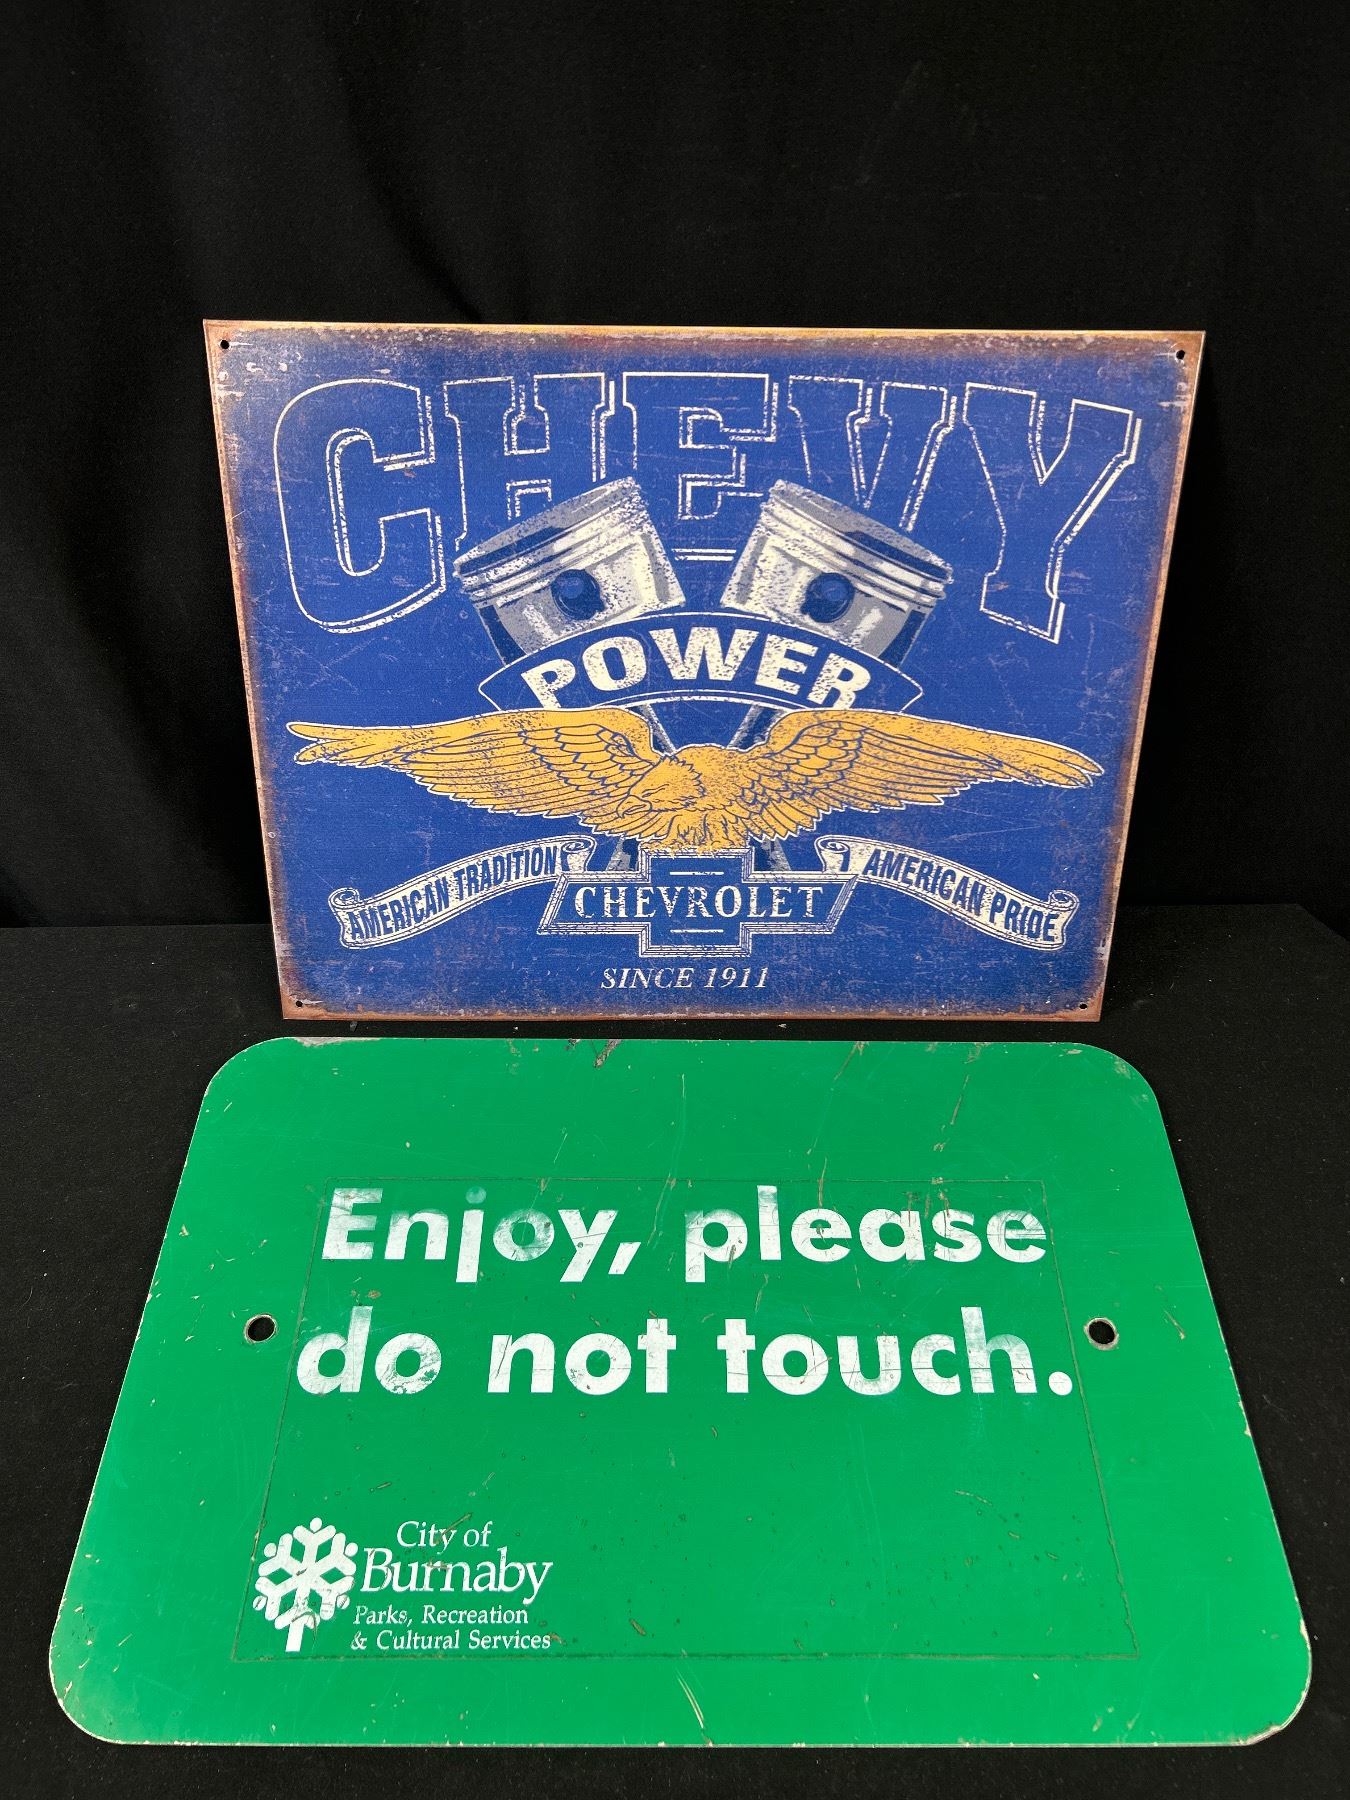 CHEVY
POWER
AMERICAN TRADITION
CHEVROLET
AMERICAN PRIDE
SINCE 1911
Enjoy, please
do not touch.
City of
Burnaby
Parks, Recreation
& Cultural Services